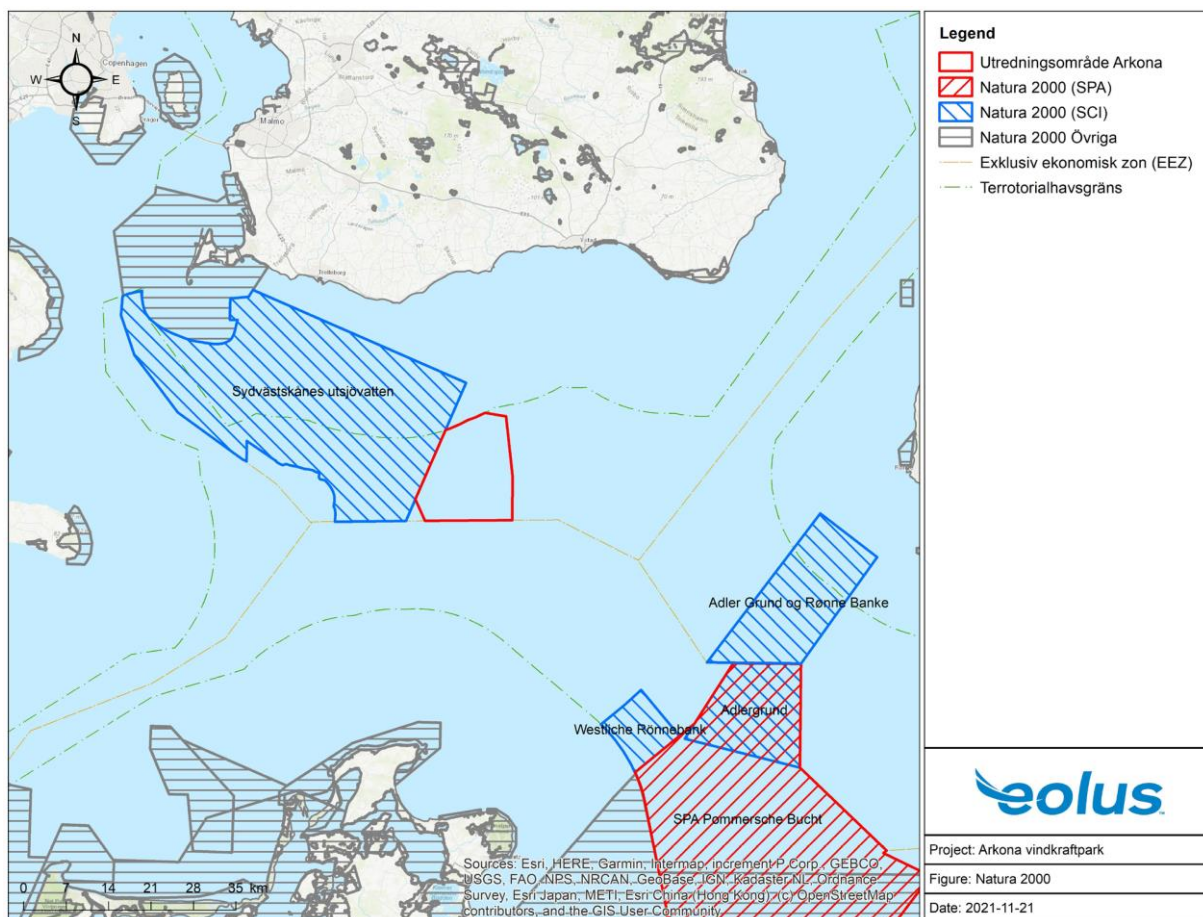 N
W
E
S
Copenhagen
Malmo
Trelleborg
Ystad
Sydvästskånes utsjövatten
Adler Grund og Rønne Banke
Adlergrund
Westliche Rönnebank
SPA Pommersche Bucht
0 7 14 21 28 35 km
Sources: Esri, HERE, Garmin, Intermap, increment P Corp., GEBCO,
USGS, FAO, NPS, NRCAN, GeoBase, IGN, Kadaster NL, Ordnance
Survey, Esri Japan, METI, Esri China (Hong Kong), (c) OpenStreetMap
contributors, and the GIS User Community
Legend
Utredningsområde Arkona
Natura 2000 (SPA)
Natura 2000 (SCI)
Natura 2000 Övriga
Exklusiv ekonomisk zon (EEZ)
Terrotorialhavsgräns
eolus
Project: Arkona vindkraftpark
Figure: Natura 2000
Date: 2021-11-21